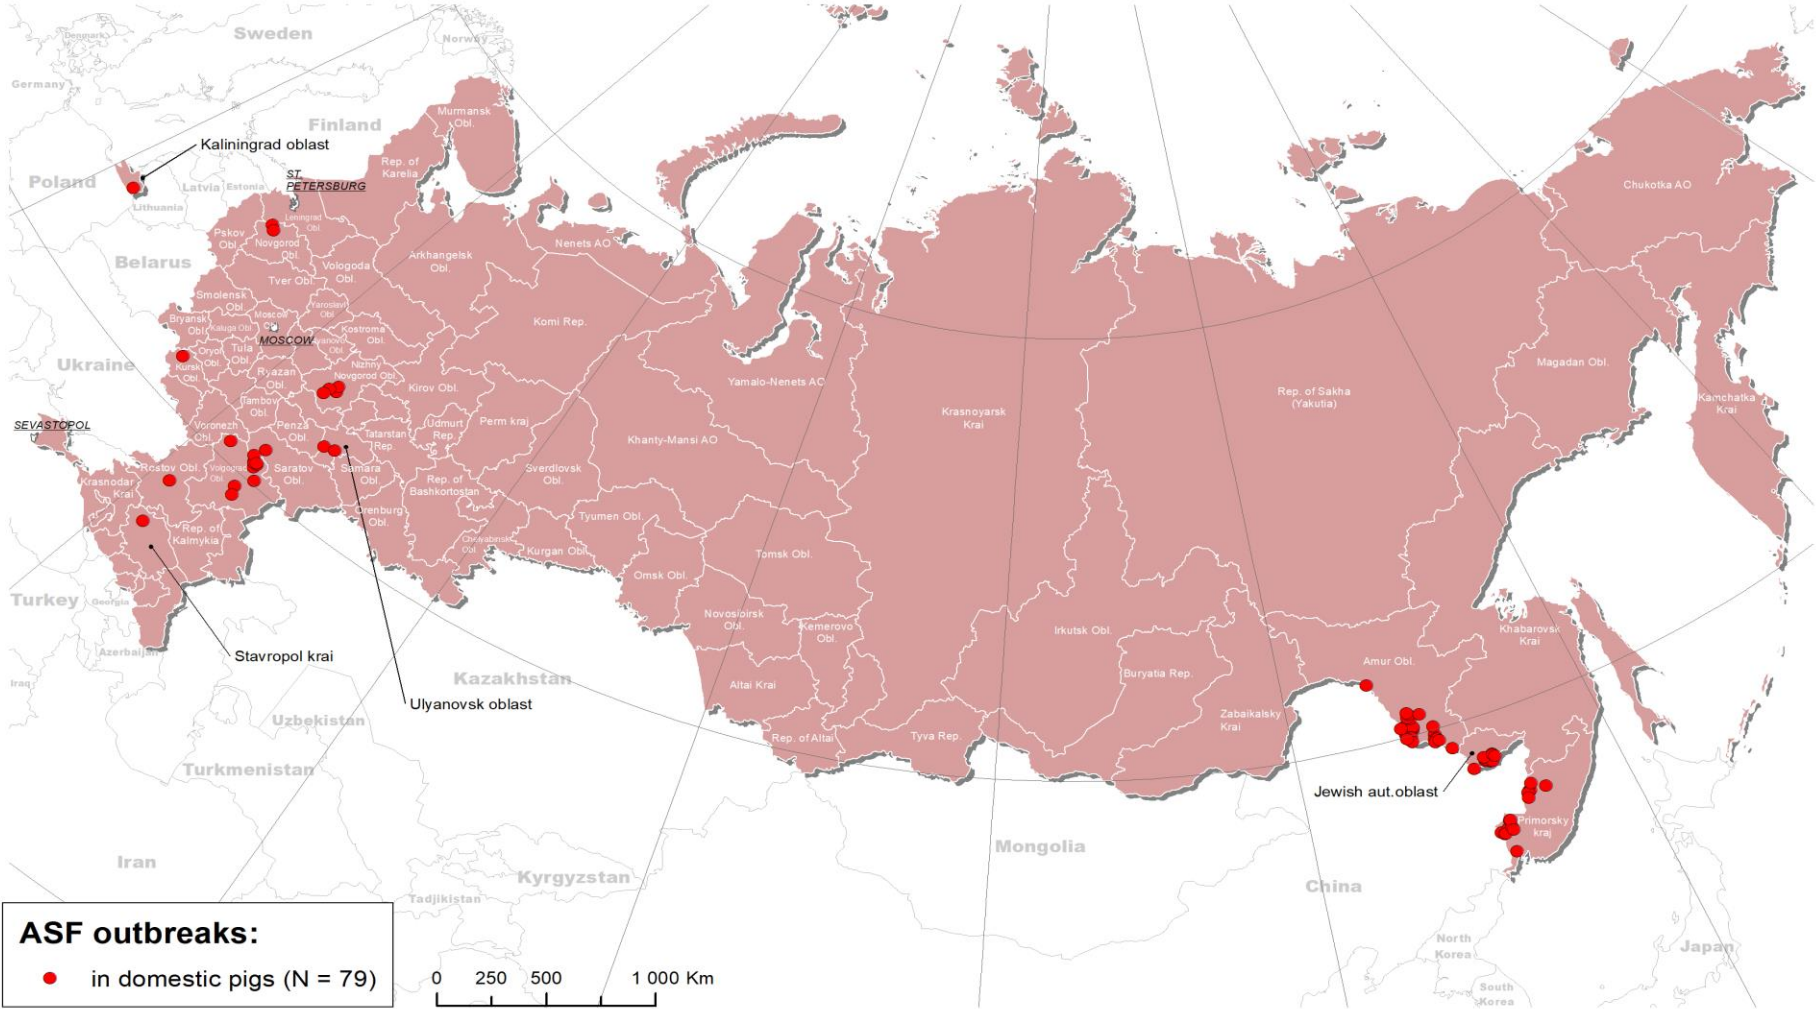 Denmark
Sweden
Norway
Germany
Murmansk
Obl.
Finland
Kaliningrad oblast
Rep. of
Karelia
ST.
PETERSBURG
Poland
Latvia
Estonia
Chukotka AO
Lithuania
Leningrad
Obl.
Pskov
Obl.
Novgorod
Obl.
Nenets AO
Arkhangelsk
Obl.
Belarus
Vologoda
Obl.
Tver Obl.
Smolensk
Obl.
Yaroslavl
Obl.
Moscow
Bryansk
Obl.
Kaluga Obl.
Kostroma
Obl.
Komi Rep.
MOSCOW
Obl.
Oryol
Obl.
Tula
Obl.
Ukraine
Kursk
Obl.
Ryazan
Obl.
Nizhny
Novgorod Obl.
Kirov Obl.
Magadan Obl.
Yamalo-Nenets AO
Rep. of Sakha
(Yakutia)
Kamchatka
Krai
Tambov
Obl.
Krasnoyarsk
Krai
SEVASTOPOL
Voronezh
Obl.
Penza
Obl.
Tatarstan
Rep.
Udmurt
Rep.
Perm kraj
Khanty-Mansi AO
Rostov Obl.
Volgograd
Obl.
Saratov
Obl.
Samara
Obl.
Sverdlovsk
Obl.
Krasnodar
Krai
Rep. of
Bashkortostan
Orenburg
Obl.
Tyumen Obl.
Rep. of
Kalmykia
Chelyabinsk
Obl.
Kurgan Obl.
Tomsk Obl.
Omsk Obl.
Turkey
Georgia
Novosibirsk
Obl.
Kemerovo
Obl.
Irkutsk Obl.
Khabarovsk
Krai
Azerbaijan
Stavropol krai
Amur Obl.
Iraq
Kazakhstan
Altai Krai
Buryatia Rep.
Ulyanovsk oblast
Uzbekistan
Zabaikalsky
Krai
Rep. of Altai
Tyva Rep.
Turkmenistan
Jewish aut.oblast
Primorsky
kraj
Mongolia
Iran
Kyrgyzstan
China
Tadjikistan
ASF outbreaks:
in domestic pigs (N = 79)
0 250 500 1 000 Km
North
Korea
Japan
South
Korea